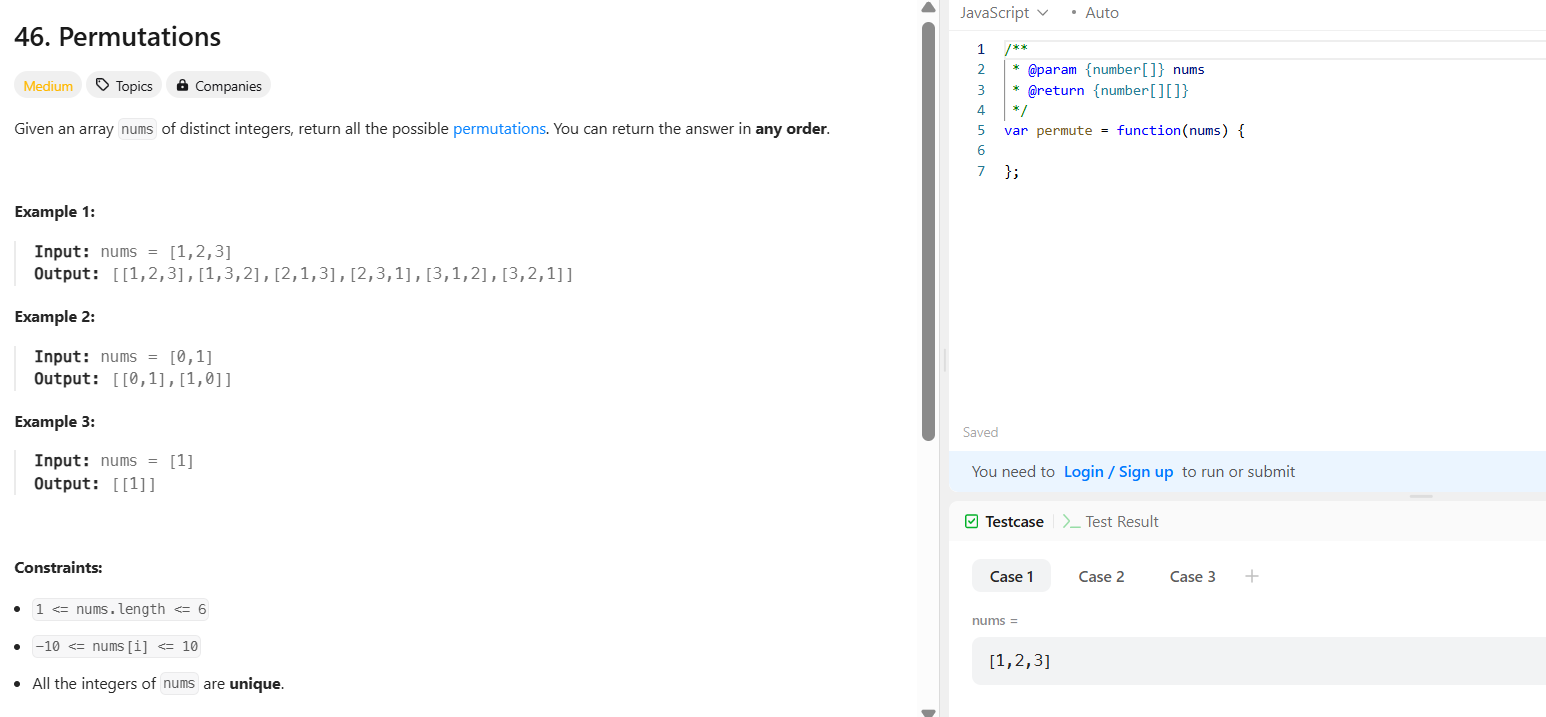 46. Permutations
Medium Topics Companies
Given an array nums of distinct integers, return all the possible permutations. You can return the answer in any order.
Example 1:
Input: nums = [1,2,3]
Output: [[1,2,3],[1,3,2],[2,1,3],[2,3,1],[3,1,2],[3,2,1]]
Example 2:
Input: nums = [0,1]
Output: [[0,1],[1,0]]
Example 3:
Input: nums = [1]
Output: [[1]]
Constraints:
• 1 <= nums.length <= 6
• -10 <= nums[i] <= 10
• All the integers of nums are unique.
JavaScript • Auto
1 /**
2 * @param {number[]} nums
3 * @return {number[][]}
4 */
5 var permute = function(nums) {
6
7 };
Saved
You need to Login / Sign up to run or submit
Testcase >_ Test Result
Case 1 Case 2 Case 3 +
nums =
[1,2,3]